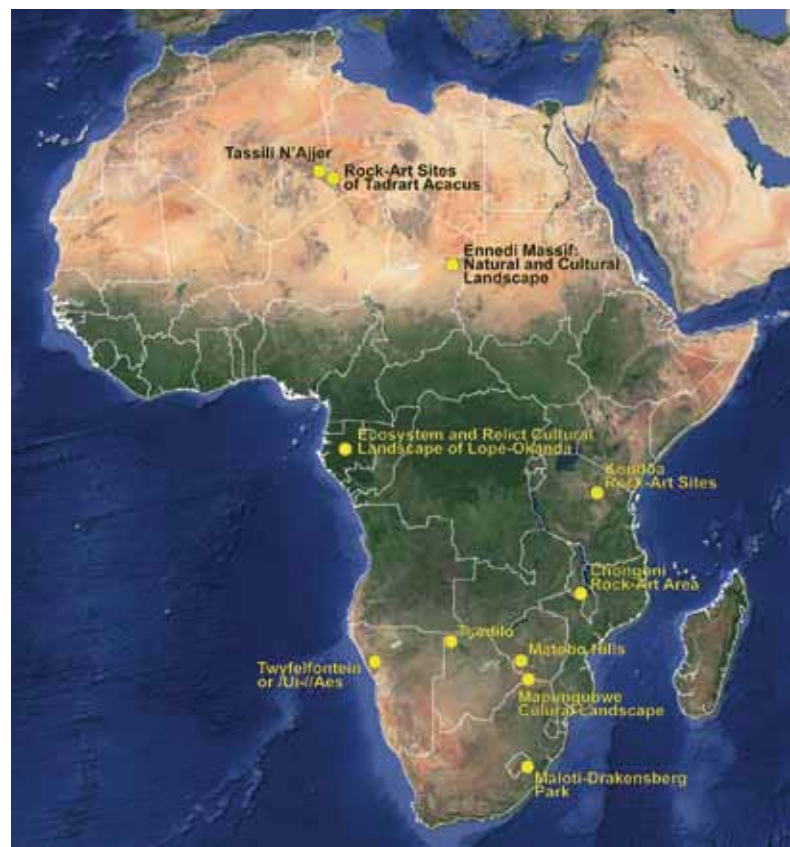 Tassili N'Ajjer
Rock-Art Sites
of Tadrart Acacus
Ennedi Massif:
Natural and Cultural
Landscape
Ecosystem and Relict Cultural
Landscape of Lopé-Okanda
Kondoa
Rock-Art Sites
Chongoni
Rock-Art Area
Tsodilo
Matobo Hills
Twyfelfontein
or /Ui-//Aes
Mapungubwe
Culural Landscape
Maloti-Drakensberg
Park